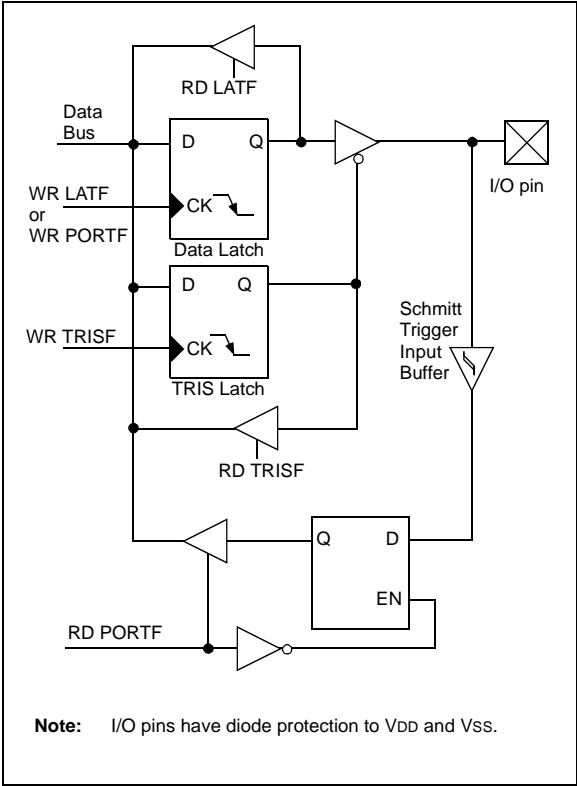 RD LATF
Data
Bus
D
Q
I/O pin
WR LATF
or
WR PORTF
CK
Data Latch
D
Q
WR TRISF
CK
TRIS Latch
Schmitt
Trigger
Input
Buffer
RD TRISF
Q
D
EN
RD PORTF
Note: I/O pins have diode protection to VDD and VSS.